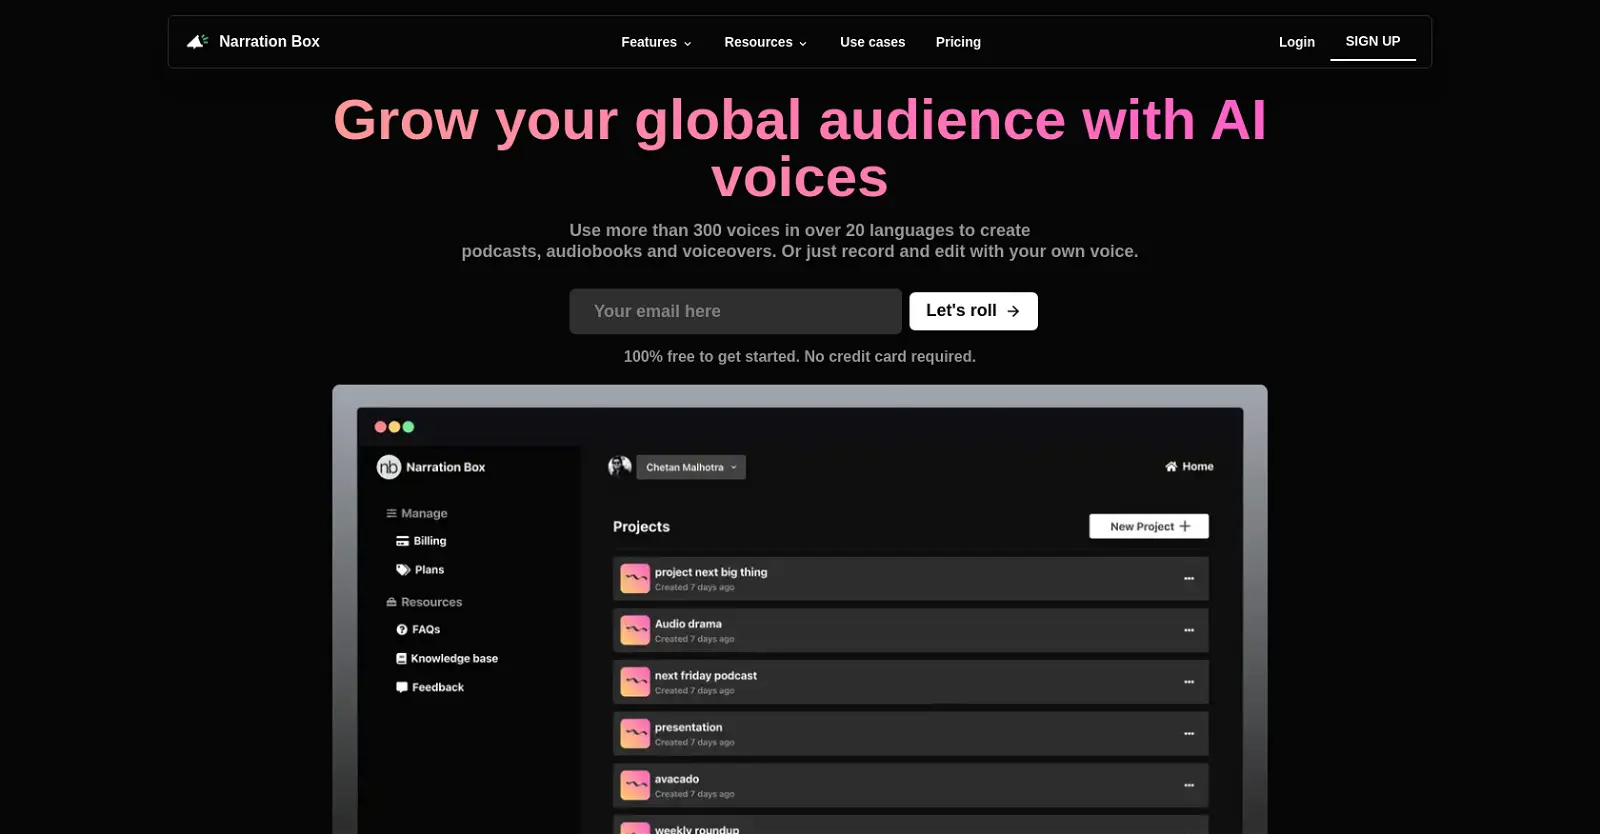 Narration Box
Features
Resources
Use cases
Pricing
Login
SIGN UP
Grow your global audience with AI
voices
Use more than 300 voices in over 20 languages to create
podcasts, audiobooks and voiceovers. Or just record and edit with your own voice.
Your email here
Let's roll →
100% free to get started. No credit card required.
nb Narration Box
Chetan Malhotra
Home
Manage
Billing
Plans
Resources
FAQs
Knowledge base
Feedback
Projects
New Project +
project next big thing
Created 7 days ago
Audio drama
Created 7 days ago
next friday podcast
Created 7 days ago
presentation
Created 7 days ago
avacado
Created 7 days ago
weekly roundup